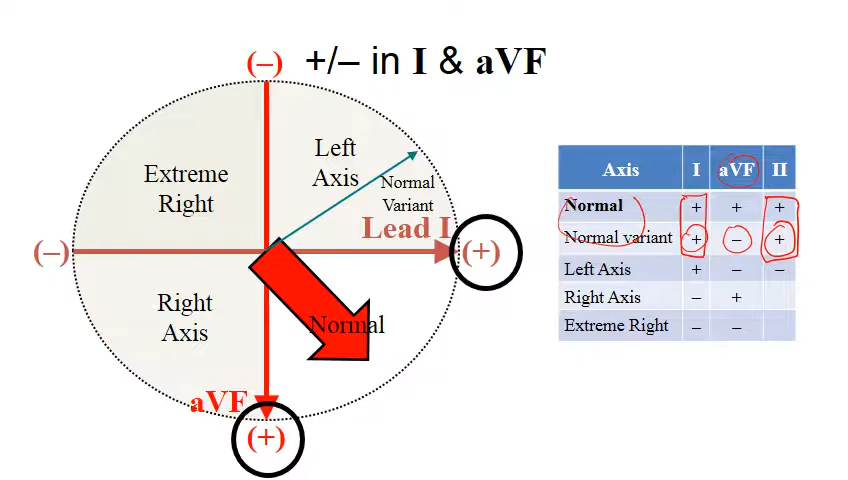 +/– in I & aVF
(–)
Left
Axis
Extreme
Right
Normal
Variant
Lead I
(–)
(+)
Right
Axis
Normal
aVF
(+)
Axis I aVF II
Normal + + +
Normal variant + – +
Left Axis + – –
Right Axis – +
Extreme Right – –